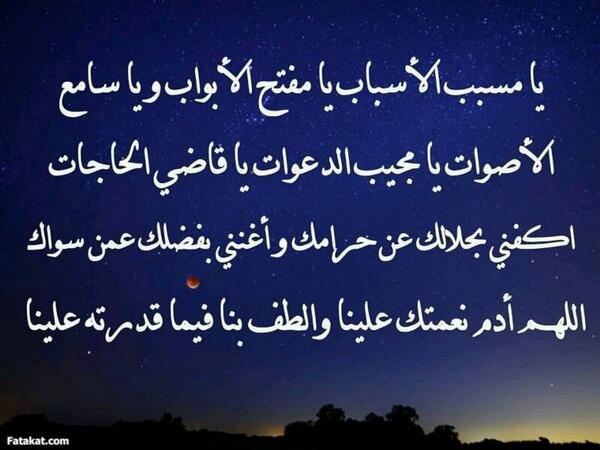 يا مسبب الأسباب يا مفتح الأبواب ويا سامع
الأصوات يا مجيب الدعوات يا قاضي الحاجات
اكفني بحلالك عن حرامك وأغنني بفضلك عمن سواك
اللهم أدم نعمتك علينا والطف بنا فيما قدرته علينا
Fatakat.com